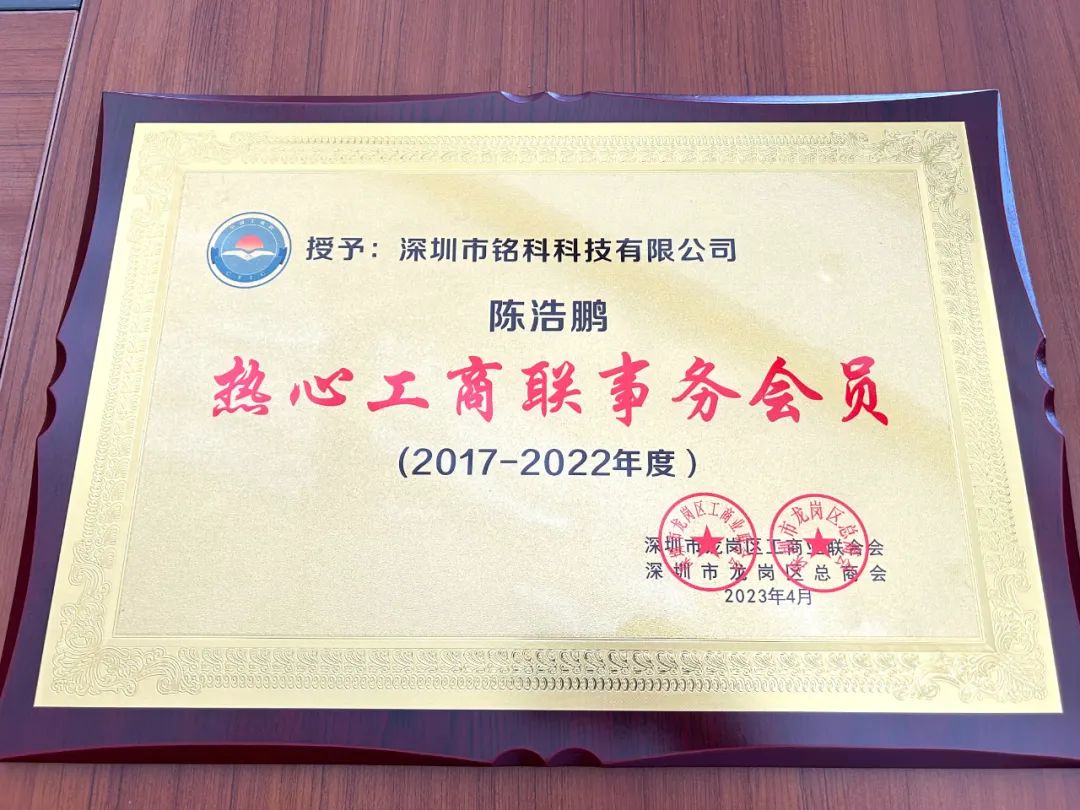 授予：深圳市铭科科技有限公司
陈浩鹏
热心工商联事务会员
(2017-2022年度）
深圳市龙岗区工商业联合会
深圳市龙岗区总商会
2023年4月